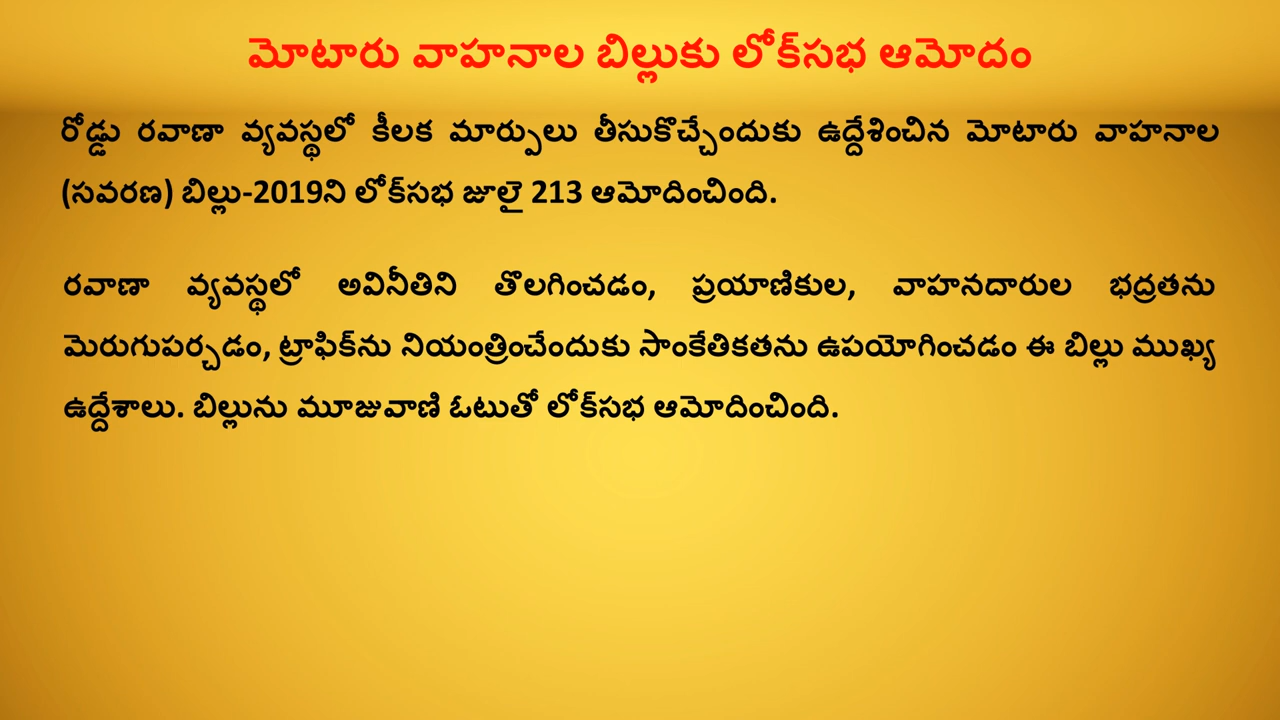 మోటారు వాహనాల బిల్లుకు లోక్‌సభ ఆమోదం
రోడ్డు రవాణా వ్యవస్థలో కీలక మార్పులు తీసుకొచ్చేందుకు ఉద్దేశించిన మోటారు వాహనాల
(సవరణ) బిల్లు-2019ని లోక్‌సభ జూలై 213 ఆమోదించింది.
రవాణా వ్యవస్థలో అవినీతిని తొలగించడం, ప్రయాణికుల, వాహనదారుల భద్రతను
మెరుగుపర్చడం, ట్రాఫిక్‌ను నియంత్రించేందుకు సాంకేతికతను ఉపయోగించడం ఈ బిల్లు ముఖ్య
ఉద్దేశాలు. బిల్లును మూజువాణి ఓటుతో లోక్‌సభ ఆమోదించింది.